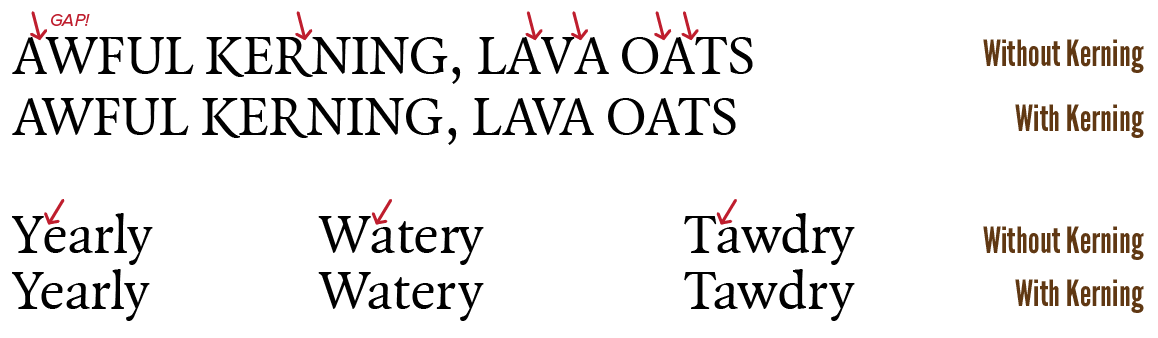 GAP!
AWFUL KERNING, LAVA OATS Without Kerning
AWFUL KERNING, LAVA OATS With Kerning
Yearly Watery Tawdry Without Kerning
Yearly Watery Tawdry With Kerning